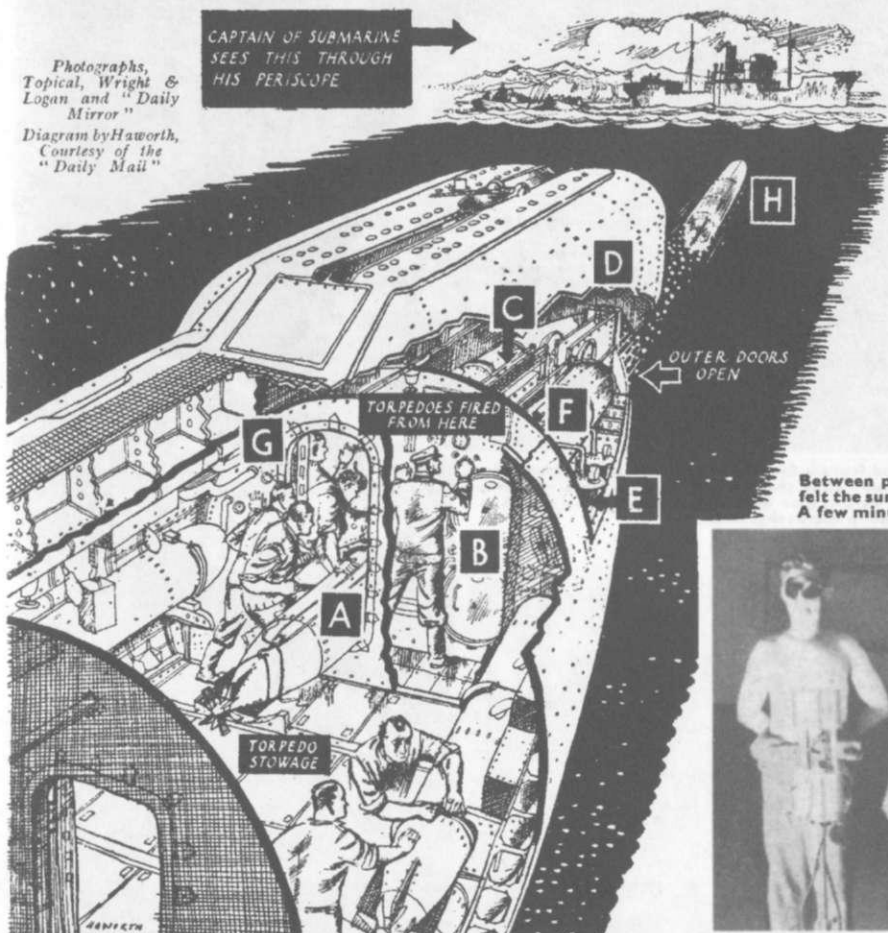 CAPTAIN OF SUBMARINE
SEES THIS THROUGH
HIS PERISCOPE
Photographs,
Topical, Wright &
Logan and "Daily
Mirror"
Diagram by Haworth,
Courtesy of the
"Daily Mail"
H
D
C
OUTER DOORS
OPEN
F
TORPEDOES FIRED
FROM HERE
G
E
B
A
TORPEDO
STOWAGE
Between p
felt the sur
A few minu
HAWORTH